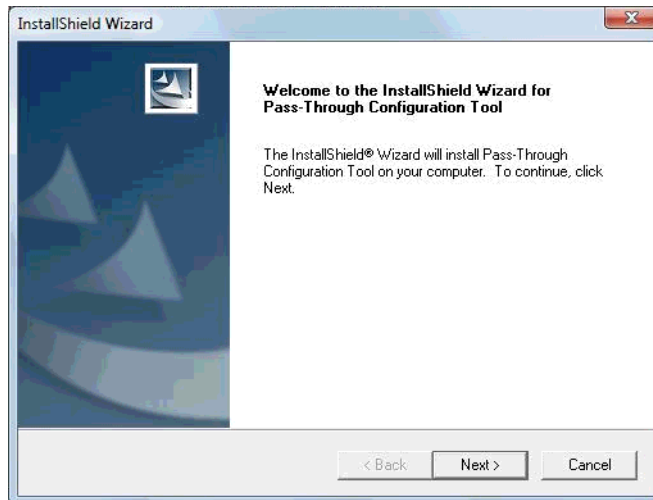 InstallShield Wizard
Welcome to the InstallShield Wizard for
Pass-Through Configuration Tool
The InstallShield® Wizard will install Pass-Through
Configuration Tool on your computer. To continue, click
Next.
< Back
Next >
Cancel